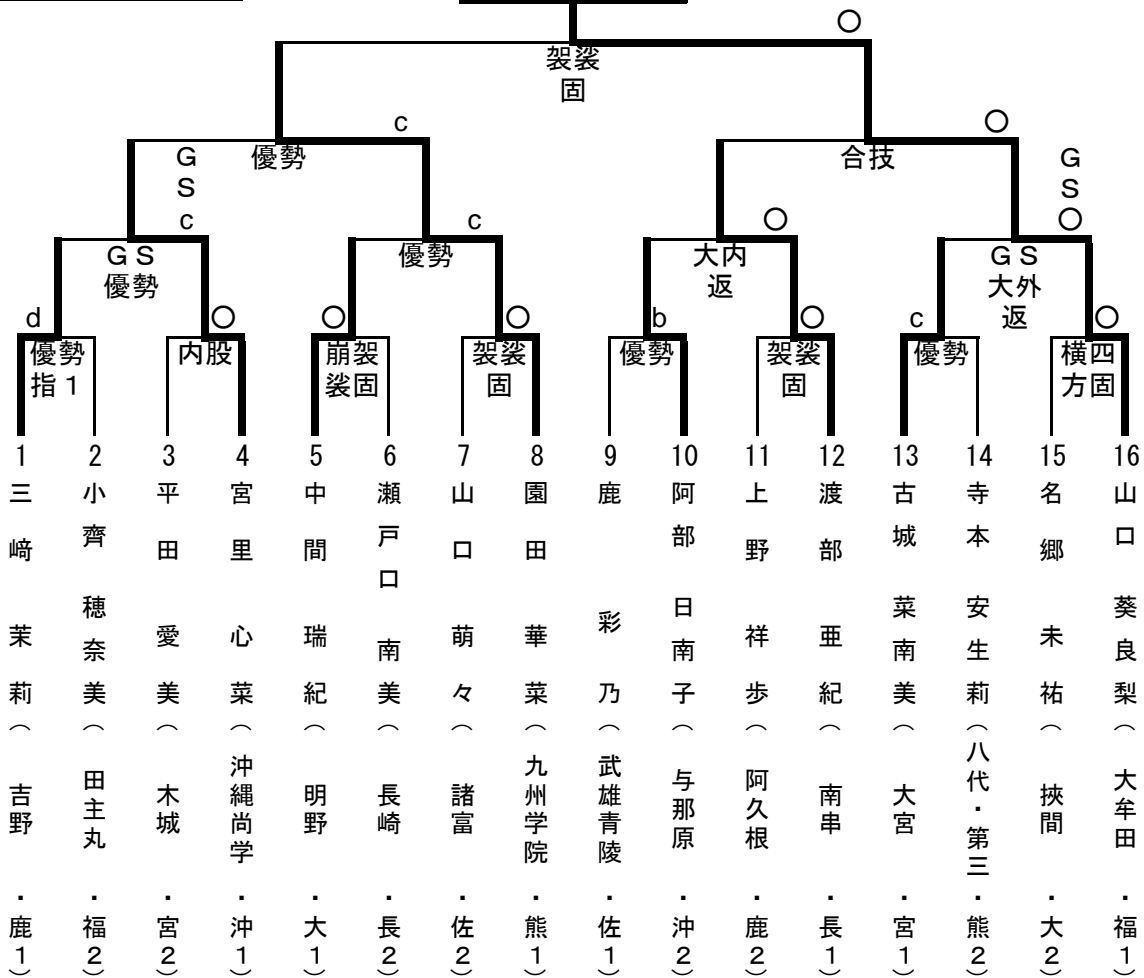 ○
袈裟
固
c
○
G
S
優勢
合技
G
S
c
c
○
○
GS
優勢
優勢
大内
返
GS
大外
返
d
○
○
○
b
○
c
○
優勢
指1
内股
崩袈
裟固
袈裟
固
優勢
袈裟
固
優勢
横四
方固
1 三﨑 茉莉（吉野・鹿1）
2 小齊 穂奈美（田主丸・福2）
3 平田 愛美（木城・宮2）
4 宮里 心菜（沖縄尚学・沖1）
5 中間 瑞紀（明野・大1）
6 瀬戸口 南美（長崎・長2）
7 山口 萌々（諸富・佐2）
8 園田 華菜（九州学院・熊1）
9 鹿 彩乃（武雄青陵・佐1）
10 阿部 日南子（与那原・沖2）
11 上野 祥歩（阿久根・鹿2）
12 渡部 亜紀（南串・長1）
13 古城 菜南美（大宮・宮1）
14 寺本 安生莉（八代・第三・熊2）
15 名郷 未祐（挾間・大2）
16 山口 葵良梨（大牟田・福1）